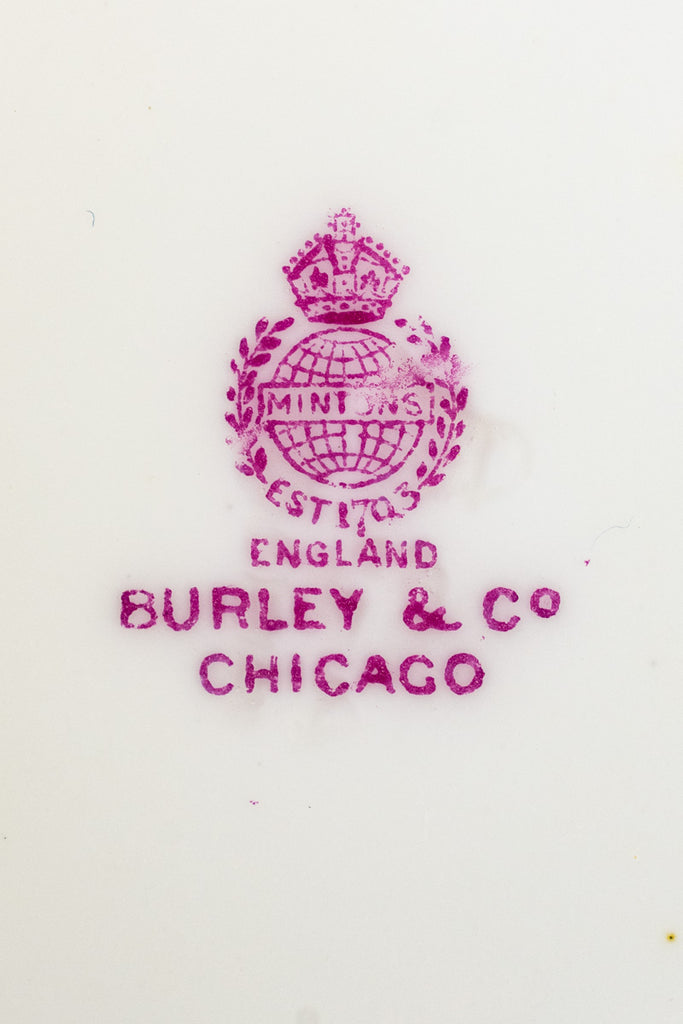 MINTONS
EST 1793
ENGLAND
BURLEY & Co
CHICAGO